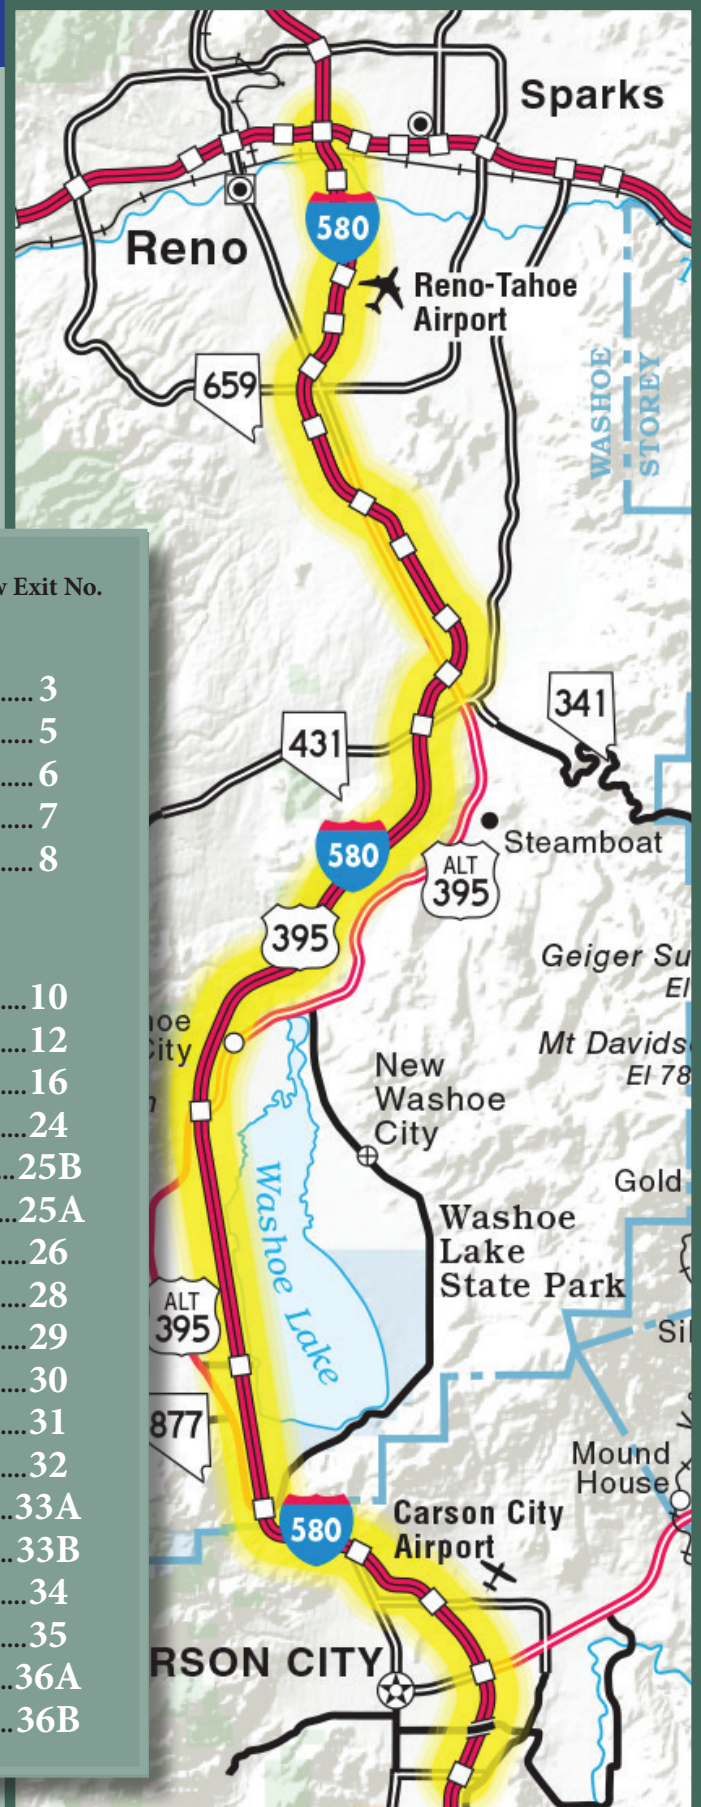 Sparks
580
Reno
Reno-Tahoe
Airport
659
WASHOE
STOREY
Exit No.
3
5
6
7
8
10
12
16
24
25B
25A
26
28
29
30
31
32
33A
33B
34
35
36A
36B
341
431
580
Steamboat
ALT
395
395
Geiger
Mt
El 78
New
Washoe
City
City
Gold
Washoe
Lake
State Park
Washoe Lake
ALT
395
877
Mound
House
580
Carson City
Airport
RSON CITY